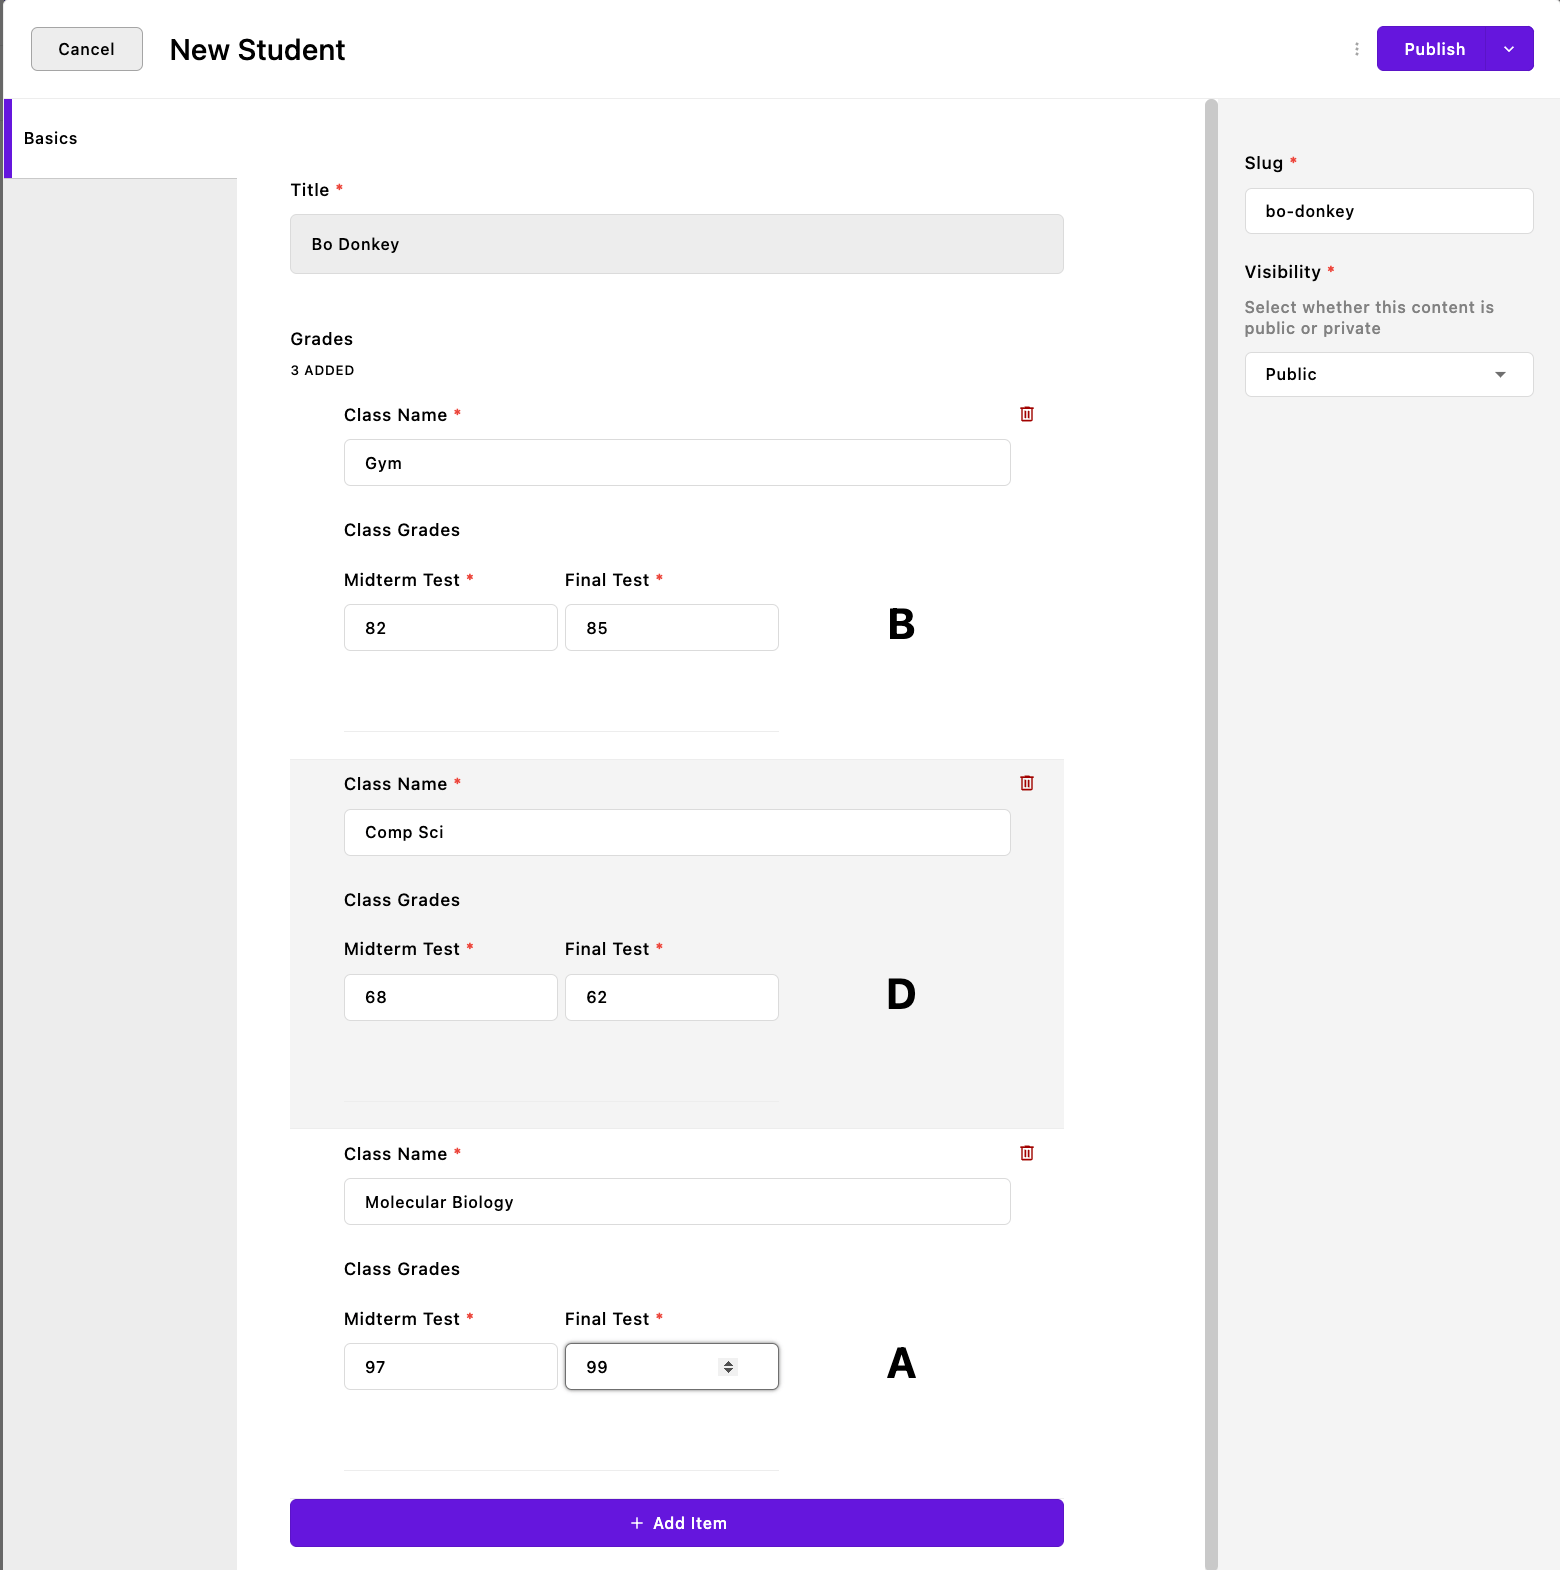 Cancel
New Student
Publish
Basics
Title *
Bo Donkey
Grades
3 ADDED
Class Name *
Gym
Class Grades
Midterm Test *
Final Test *
82
85
B
Class Name *
Comp Sci
Class Grades
Midterm Test *
Final Test *
68
62
D
Class Name *
Molecular Biology
Class Grades
Midterm Test *
Final Test *
97
99
A
+ Add Item
Slug *
bo-donkey
Visibility *
Select whether this content is
public or private
Public